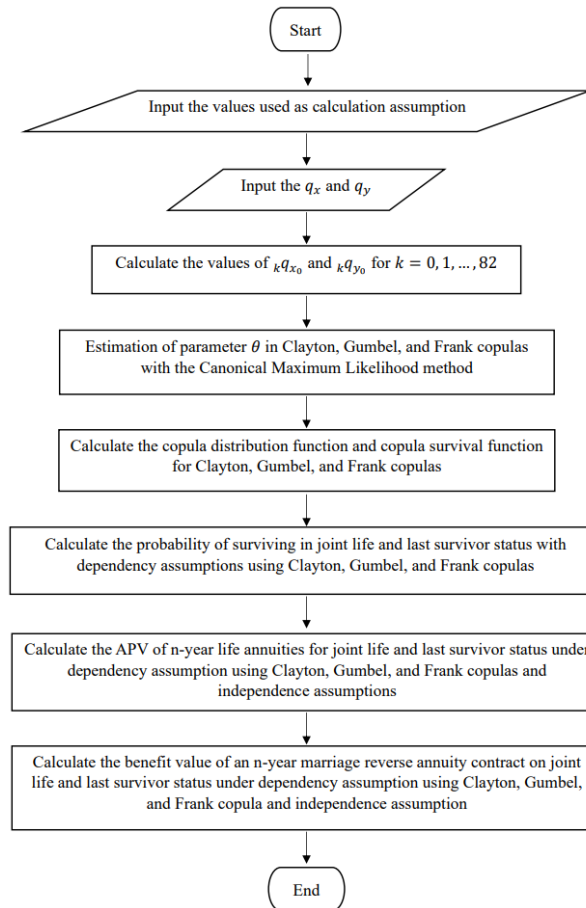 Start
Input the values used as calculation assumption
Input the qₓ and q_y
Calculate the values of ₖqₓ₀ and ₖq_y₀ for k = 0, 1, … , 82
Estimation of parameter θ in Clayton, Gumbel, and Frank copulas
with the Canonical Maximum Likelihood method
Calculate the copula distribution function and copula survival function
for Clayton, Gumbel, and Frank copulas
Calculate the probability of surviving in joint life and last survivor status with
dependency assumptions using Clayton, Gumbel, and Frank copulas
Calculate the APV of n-year life annuities for joint life and last survivor status under
dependency assumption using Clayton, Gumbel, and Frank copulas and
independence assumptions
Calculate the benefit value of an n-year marriage reverse annuity contract on joint
life and last survivor status under dependency assumption using Clayton, Gumbel,
and Frank copula and independence assumption
End